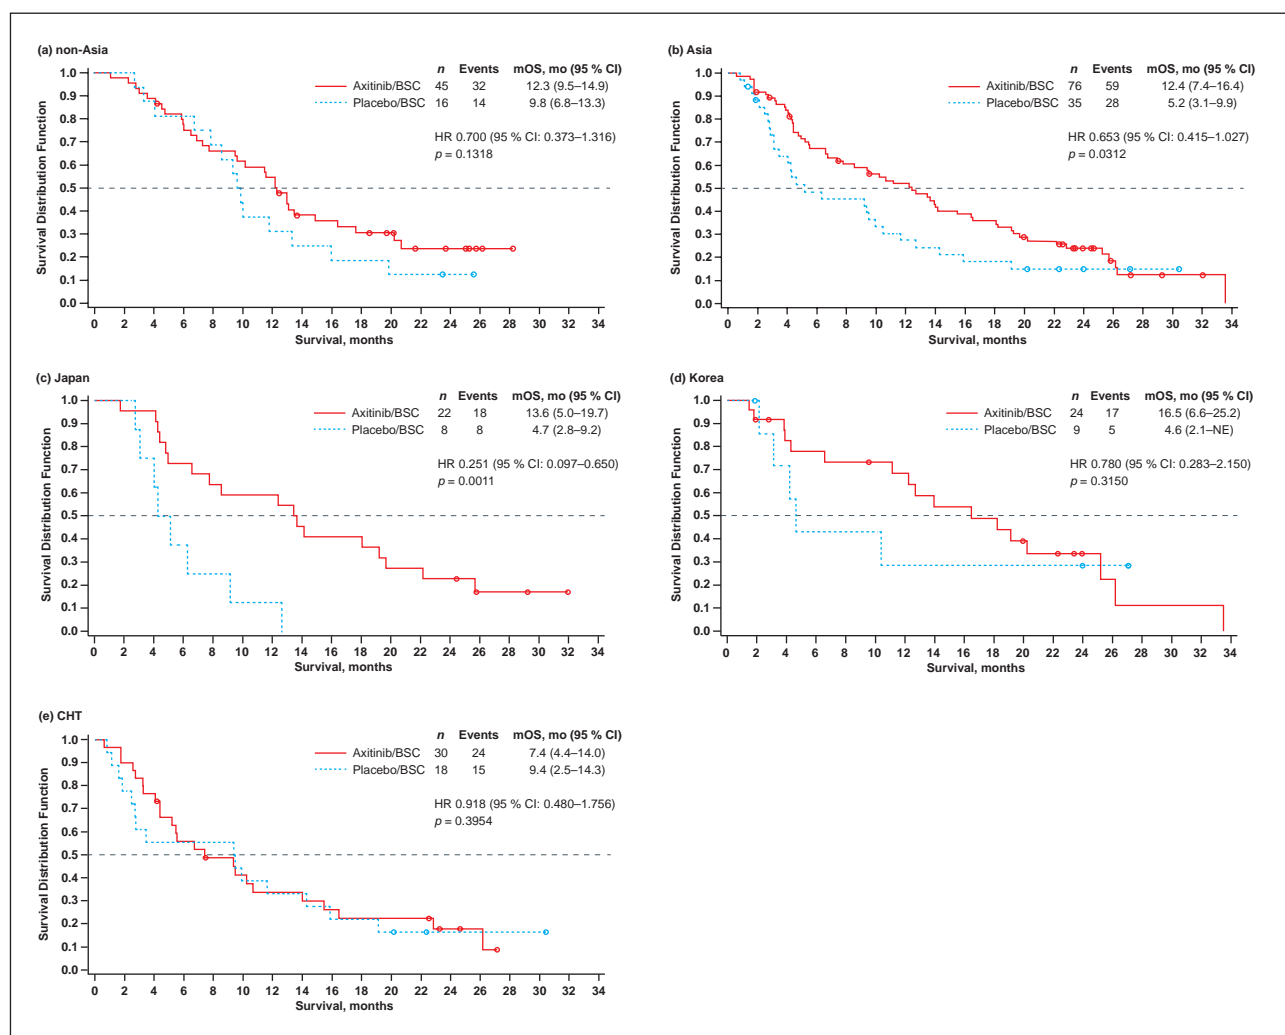 (a) non-Asia
n Events mOS, mo (95 % CI)
Axitinib/BSC 45 32 12.3 (9.5–14.9)
Placebo/BSC 16 14 9.8 (6.8–13.3)
HR 0.700 (95 % CI: 0.373–1.316)
p = 0.1318
Survival Distribution Function
1.0
0.9
0.8
0.7
0.6
0.5
0.4
0.3
0.2
0.1
0.0
0 2 4 6 8 10 12 14 16 18 20 22 24 26 28 30 32 34
Survival, months
(b) Asia
n Events mOS, mo (95 % CI)
Axitinib/BSC 76 59 12.4 (7.4–16.4)
Placebo/BSC 35 28 5.2 (3.1–9.9)
HR 0.653 (95 % CI: 0.415–1.027)
p = 0.0312
Survival Distribution Function
1.0
0.9
0.8
0.7
0.6
0.5
0.4
0.3
0.2
0.1
0.0
0 2 4 6 8 10 12 14 16 18 20 22 24 26 28 30 32 34
Survival, months
(c) Japan
n Events mOS, mo (95 % CI)
Axitinib/BSC 22 18 13.6 (5.0–19.7)
Placebo/BSC 8 8 4.7 (2.8–9.2)
HR 0.251 (95 % CI: 0.097–0.650)
p = 0.0011
Survival Distribution Function
1.0
0.9
0.8
0.7
0.6
0.5
0.4
0.3
0.2
0.1
0.0
0 2 4 6 8 10 12 14 16 18 20 22 24 26 28 30 32 34
Survival, months
(d) Korea
n Events mOS, mo (95 % CI)
Axitinib/BSC 24 17 16.5 (6.6–25.2)
Placebo/BSC 9 5 4.6 (2.1–NE)
HR 0.780 (95 % CI: 0.283–2.150)
p = 0.3150
Survival Distribution Function
1.0
0.9
0.8
0.7
0.6
0.5
0.4
0.3
0.2
0.1
0.0
0 2 4 6 8 10 12 14 16 18 20 22 24 26 28 30 32 34
Survival, months
(e) CHT
n Events mOS, mo (95 % CI)
Axitinib/BSC 30 24 7.4 (4.4–14.0)
Placebo/BSC 18 15 9.4 (2.5–14.3)
HR 0.918 (95 % CI: 0.480–1.756)
p = 0.3954
Survival Distribution Function
1.0
0.9
0.8
0.7
0.6
0.5
0.4
0.3
0.2
0.1
0.0
0 2 4 6 8 10 12 14 16 18 20 22 24 26 28 30 32 34
Survival, months